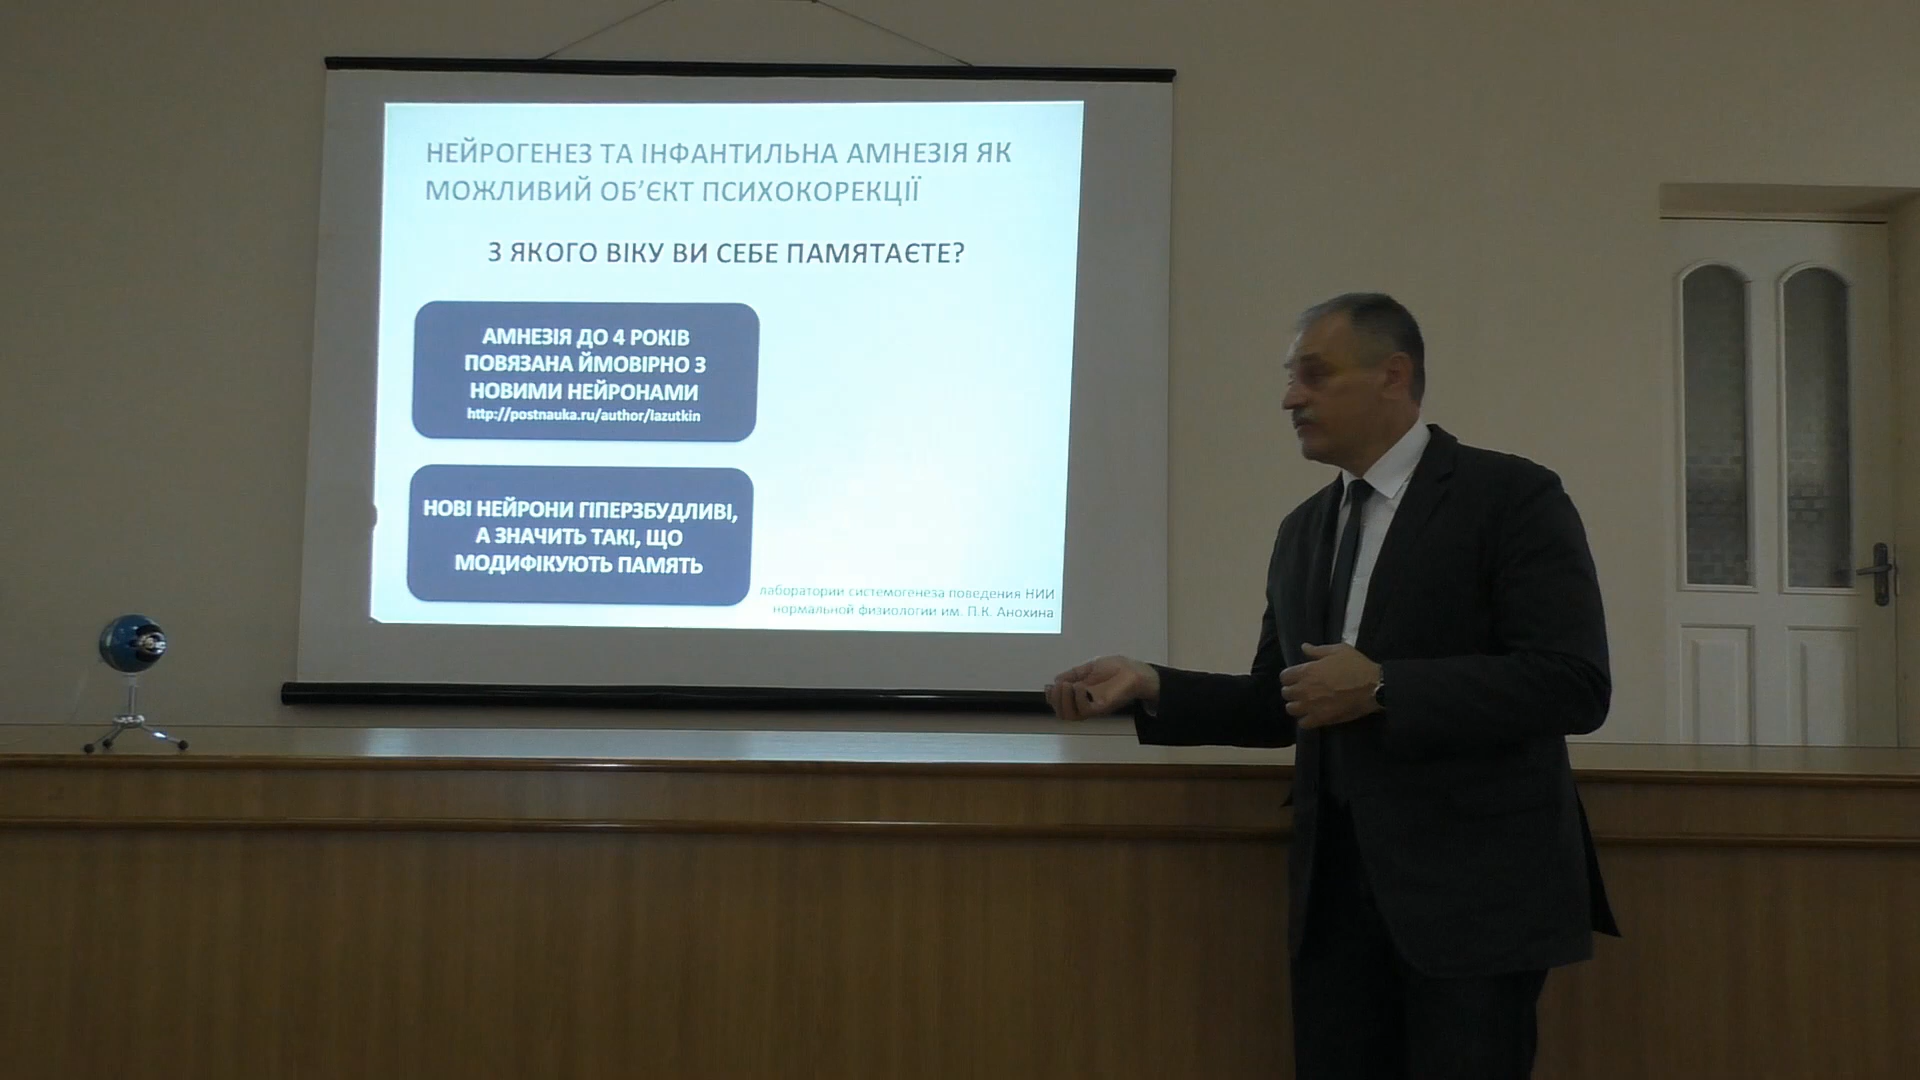 НЕЙРОГЕНЕЗ ТА ІНФАНТИЛЬНА АМНЕЗІЯ ЯК
МОЖЛИВИЙ ОБ’ЄКТ ПСИХОКОРЕКЦІЇ
З ЯКОГО ВІКУ ВИ СЕБЕ ПАМЯТАЄТЕ?
АМНЕЗІЯ ДО 4 РОКІВ
ПОВЯЗАНА ЙМОВІРНО З
НОВИМИ НЕЙРОНАМИ
http://postnauka.ru/author/lazutkin
НОВІ НЕЙРОНИ ГІПЕРЗБУДЛИВІ,
А ЗНАЧИТЬ ТАКІ, ЩО
МОДИФІКУЮТЬ ПАМЯТЬ
лаборатории системогенеза поведения НИИ
нормальной физиологии им. П.К. Анохина